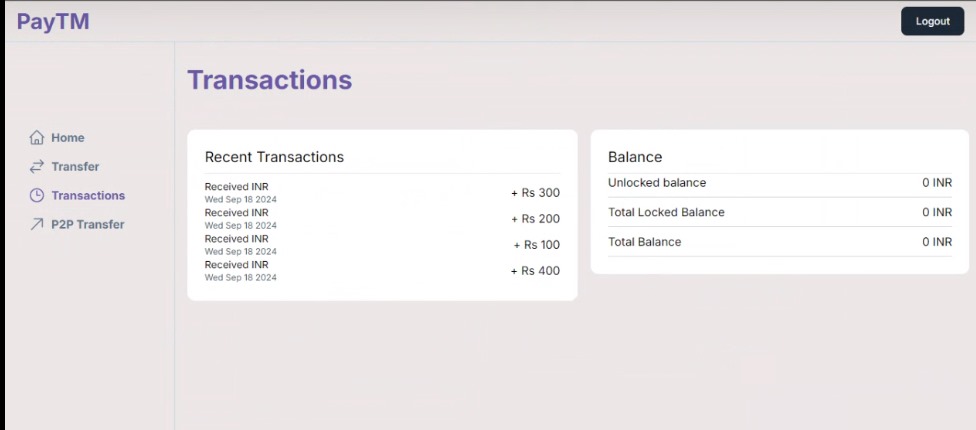 PayTM
Logout
Home
Transfer
Transactions
P2P Transfer
Transactions
Recent Transactions
Received INR
Wed Sep 18 2024
+ Rs 300
Received INR
Wed Sep 18 2024
+ Rs 200
Received INR
Wed Sep 18 2024
+ Rs 100
Received INR
Wed Sep 18 2024
+ Rs 400
Balance
Unlocked balance 0 INR
Total Locked Balance 0 INR
Total Balance 0 INR